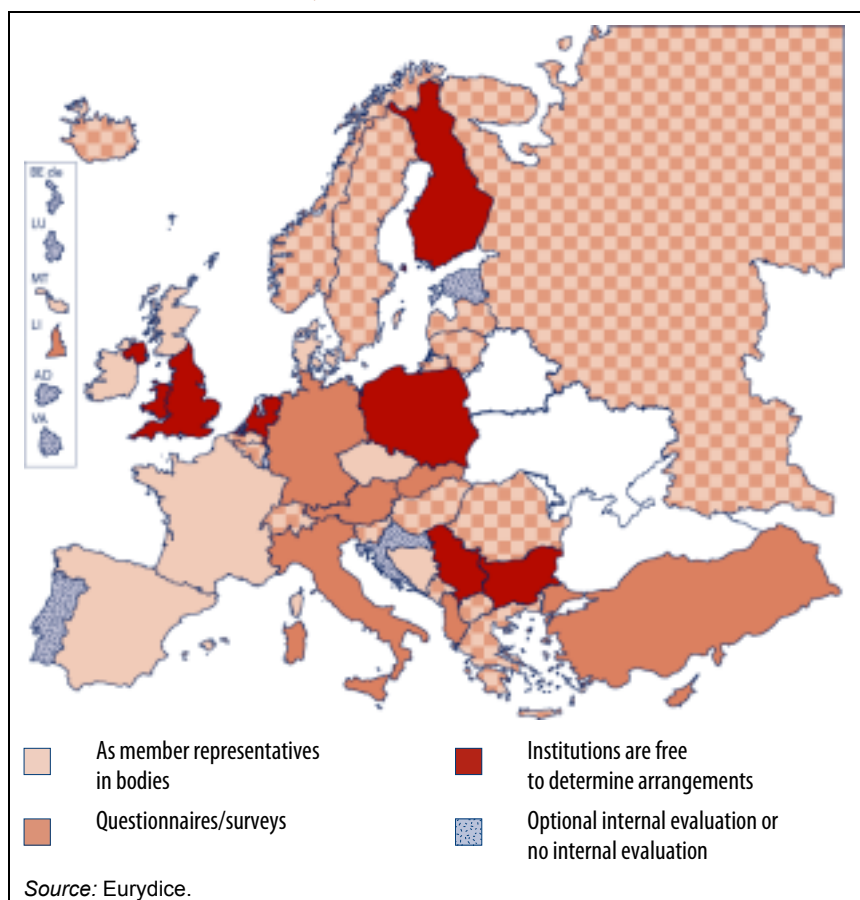 BE de
LU
MT
LI
AD
VA
As member representatives
in bodies
Institutions are free
to determine arrangements
Questionnaires/surveys
Optional internal evaluation or
no internal evaluation
Source: Eurydice.